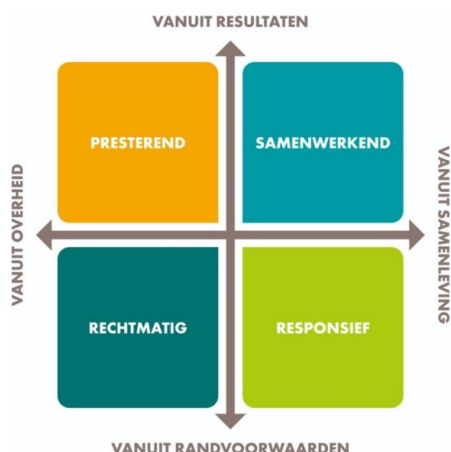 VANUIT RESULTATEN
PRESTEREND
SAMENWERKEND
VANUIT OVERHEID
VANUIT SAMENLEVING
RECHTMATIG
RESPONSIEF
VANUIT RANDVOORWAARDEN